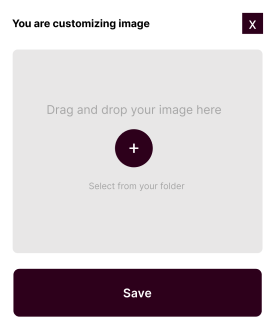 You are customizing image
X
Drag and drop your image here
+
Select from your folder
Save